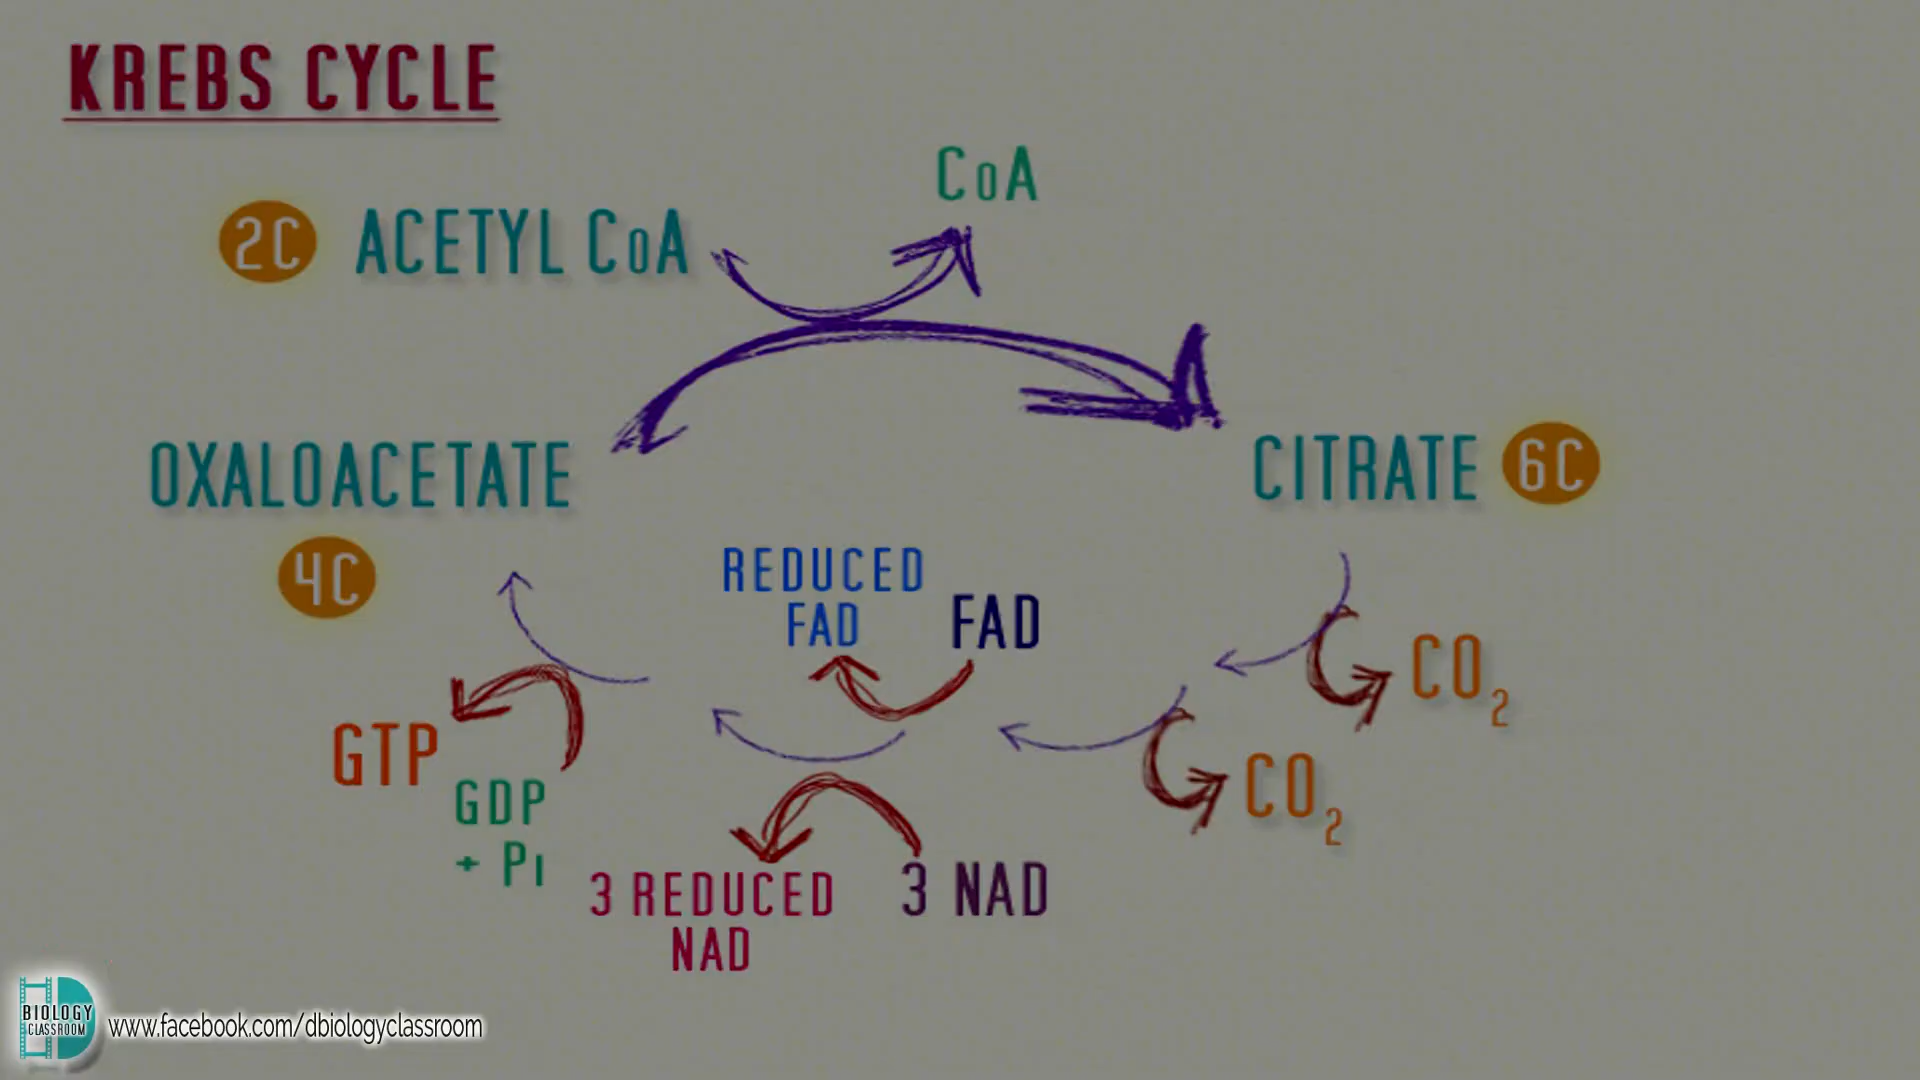 KREBS CYCLE
CoA
2C ACETYL CoA
OXALOACETATE
4C
CITRATE 6C
REDUCED
FAD
FAD
CO2
CO2
GTP
GDP
+ Pi
3 REDUCED
NAD
3 NAD
BIOLOGY
CLASSROOM
www.facebook.com/dbiologyclassroom